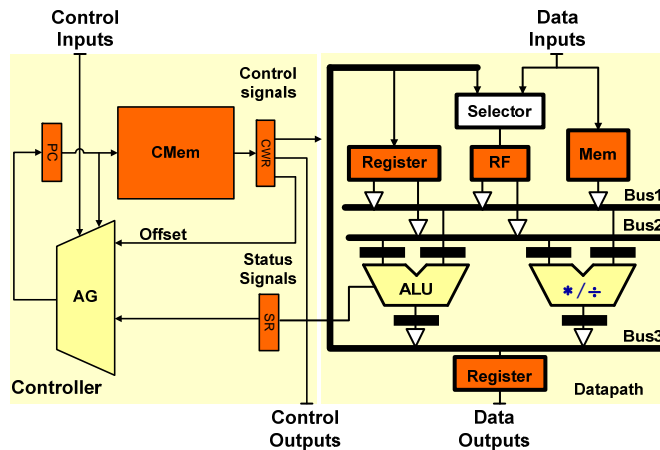 Control
Inputs
Data
Inputs
Control
signals
Selector
PC
CMem
CWR
Register
RF
Mem
Bus1
Offset
Bus2
Status
Signals
AG
ALU
*/÷
SR
Bus3
Controller
Register
Datapath
Control
Outputs
Data
Outputs